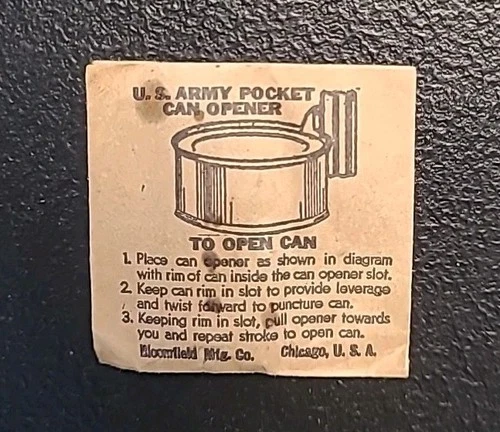 U. S. ARMY POCKET
CAN OPENER
TO OPEN CAN
1. Place can opener as shown in diagram
with rim of can inside the can opener slot.
2. Keep can rim in slot to provide leverage
and twist forward to puncture can.
3. Keeping rim in slot, pull opener towards
you and repeat stroke to open can.
Bloomfield Mfg. Co. Chicago, U. S. A.